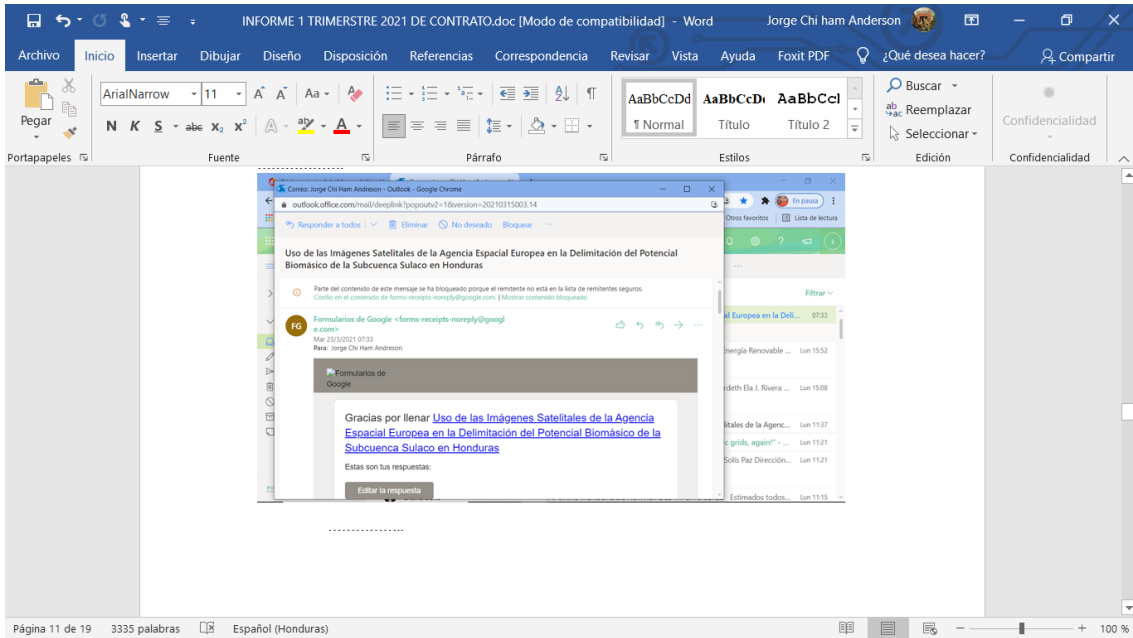 INFORME 1 TRIMERSTRE 2021 DE CONTRATO.doc [Modo de compatibilidad] - Word
Jorge Chi ham Anderson
Archivo Inicio Insertar Dibujar Diseño Disposición Referencias Correspondencia Revisar Vista Ayuda Foxit PDF ¿Qué desea hacer? Compartir
Pegar
ArialNarrow 11
N K S abc x₂ x²
AaBbCcDd AaBbCcDc AaBbCcl
¶ Normal Título Título 2
Buscar
Reemplazar
Seleccionar
Confidencialidad
Portapapeles Fuente Párrafo Estilos Edición Confidencialidad
Correo: Jorge Chi Ham Andreson - Outlook - Google Chrome
outlook.office.com/mail/deeplink?popoutv2=1&version=20210315003.14
En pausa
Otros favoritos Lista de lectura
Responder a todos Eliminar No deseado Bloquear
Uso de las Imágenes Satelitales de la Agencia Espacial Europea en la Delimitación del Potencial
Biomásico de la Subcuenca Sulaco en Honduras
Parte del contenido de este mensaje se ha bloqueado porque el remitente no está en la lista de remitentes seguros.
Confío en el contenido de forms-receipts-noreply@google.com. | Mostrar contenido bloqueado
Filtrar
FG
Formularios de Google <forms-receipts-noreply@googl
e.com>
Mar 23/3/2021 07:33
Para: Jorge Chi Ham Andreson
al Europea en la Deli... 07:33
nergía Renovable ... Lun 15:52
rdeth Ela J. Rivera ... Lun 15:08
litales de la Agenc... Lun 11:37
c grids, again!" - ... Lun 11:21
Solís Paz Dirección... Lun 11:21
Estimados todos... Lun 11:15
Formularios de
Google
Gracias por llenar Uso de las Imágenes Satelitales de la Agencia
Espacial Europea en la Delimitación del Potencial Biomásico de la
Subcuenca Sulaco en Honduras
Estas son tus respuestas:
Editar la respuesta
Página 11 de 19 3335 palabras Español (Honduras) 100 %